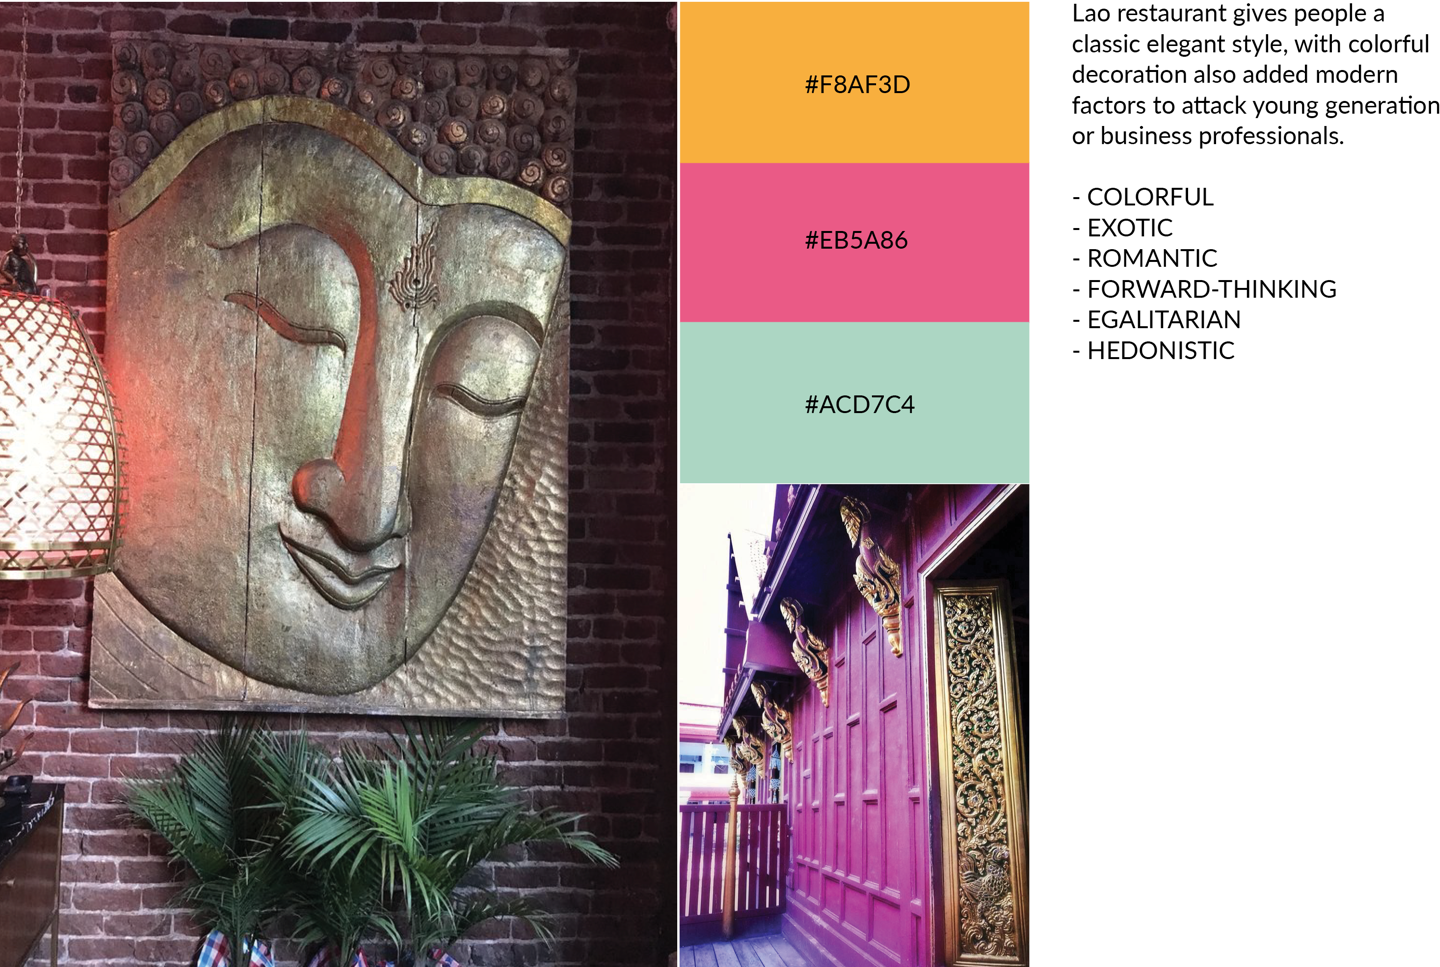 #F8AF3D
#EB5A86
#ACD7C4
Lao restaurant gives people a
classic elegant style, with colorful
decoration also added modern
factors to attack young generation
or business professionals.
- COLORFUL
- EXOTIC
- ROMANTIC
- FORWARD-THINKING
- EGALITARIAN
- HEDONISTIC